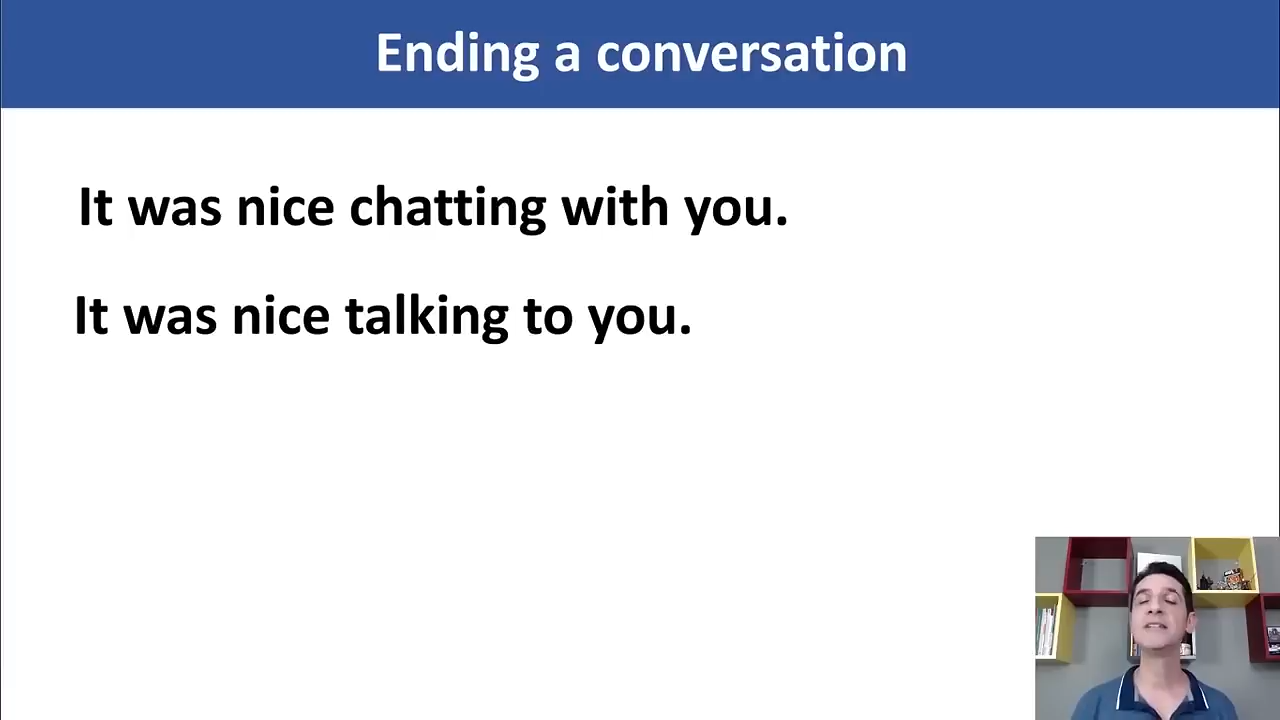 Ending a conversation
It was nice chatting with you.
It was nice talking to you.